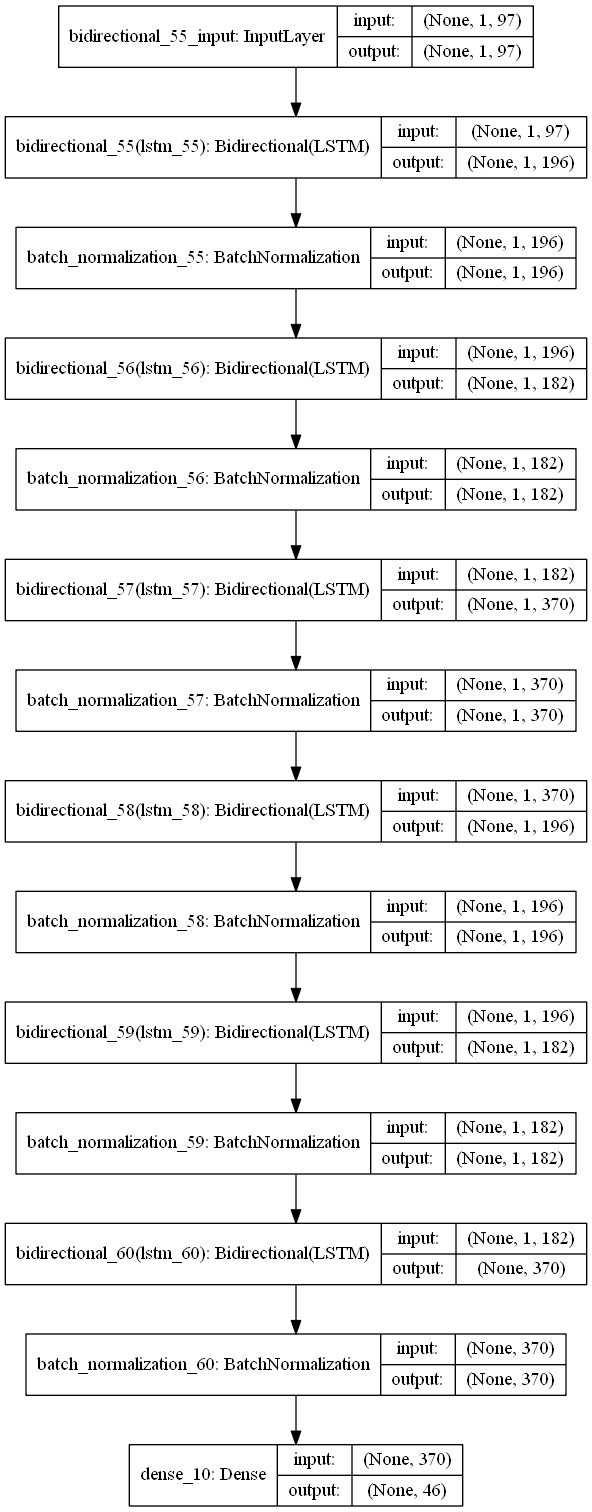 bidirectional_55_input: InputLayer
input: (None, 1, 97)
output: (None, 1, 97)
bidirectional_55(lstm_55): Bidirectional(LSTM)
input: (None, 1, 97)
output: (None, 1, 196)
batch_normalization_55: BatchNormalization
input: (None, 1, 196)
output: (None, 1, 196)
bidirectional_56(lstm_56): Bidirectional(LSTM)
input: (None, 1, 196)
output: (None, 1, 182)
batch_normalization_56: BatchNormalization
input: (None, 1, 182)
output: (None, 1, 182)
bidirectional_57(lstm_57): Bidirectional(LSTM)
input: (None, 1, 182)
output: (None, 1, 370)
batch_normalization_57: BatchNormalization
input: (None, 1, 370)
output: (None, 1, 370)
bidirectional_58(lstm_58): Bidirectional(LSTM)
input: (None, 1, 370)
output: (None, 1, 196)
batch_normalization_58: BatchNormalization
input: (None, 1, 196)
output: (None, 1, 196)
bidirectional_59(lstm_59): Bidirectional(LSTM)
input: (None, 1, 196)
output: (None, 1, 182)
batch_normalization_59: BatchNormalization
input: (None, 1, 182)
output: (None, 1, 182)
bidirectional_60(lstm_60): Bidirectional(LSTM)
input: (None, 1, 182)
output: (None, 370)
batch_normalization_60: BatchNormalization
input: (None, 370)
output: (None, 370)
dense_10: Dense
input: (None, 370)
output: (None, 46)